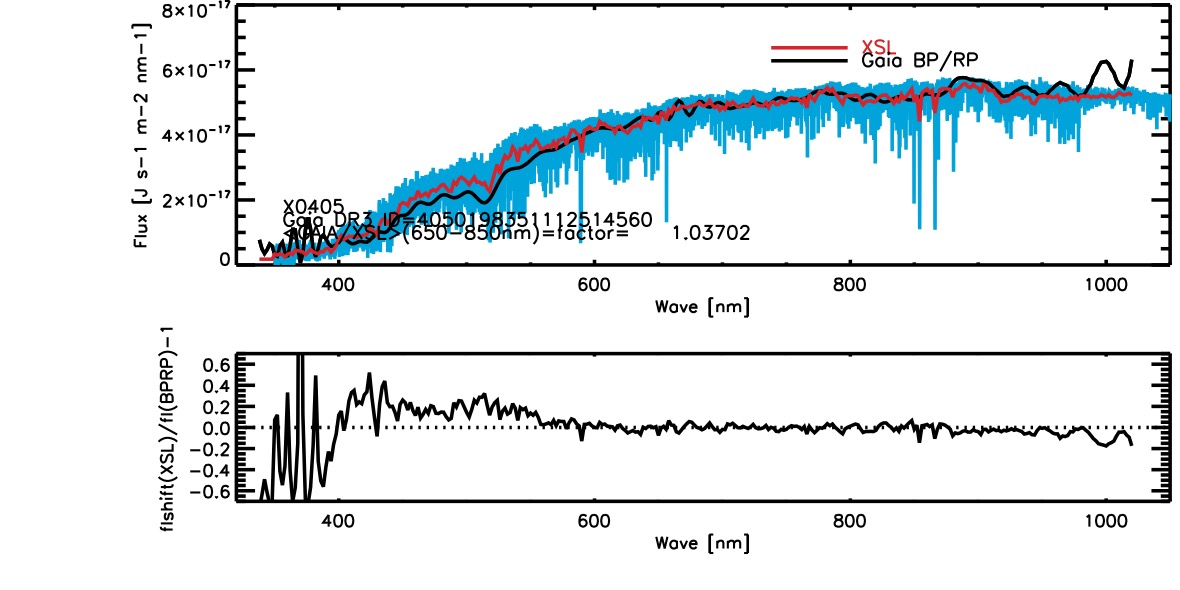 8×10⁻¹⁷
6×10⁻¹⁷
4×10⁻¹⁷
2×10⁻¹⁷
0
Flux [J s−1 m−2 nm−1]
XSL
Gaia BP/RP
X0405
Gaia DR3 ID=4050198351112514560
<GAIA/XSL>(650−850nm)=factor= 1.03702
400 600 800 1000
Wave [nm]
0.6
0.4
0.2
0.0
−0.2
−0.4
−0.6
flshift(XSL)/fl(BPRP)−1
400 600 800 1000
Wave [nm]